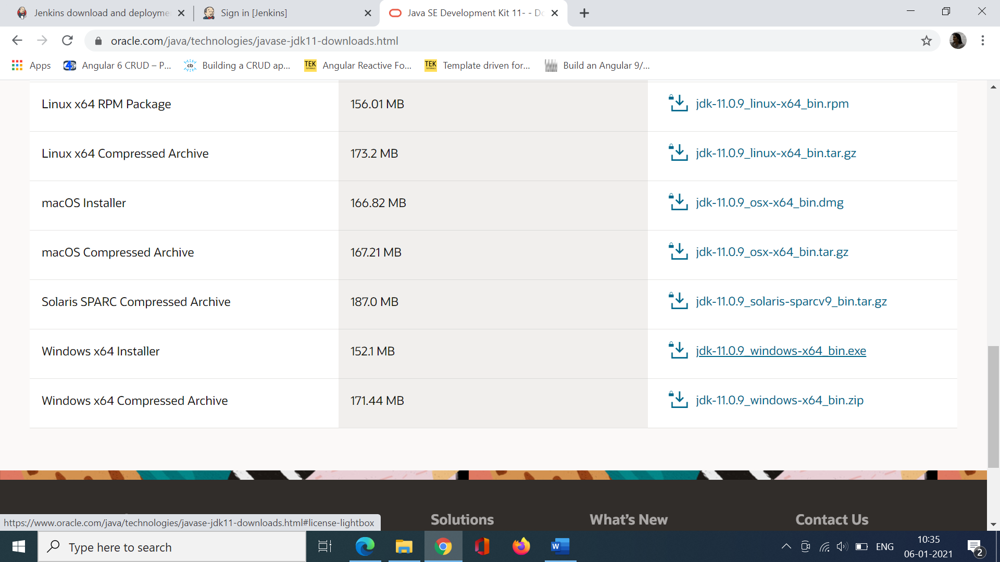 Jenkins download and deployme
Sign in [Jenkins]
Java SE Development Kit 11- - Do
oracle.com/java/technologies/javase-jdk11-downloads.html
Apps
Angular 6 CRUD – P...
cb
Building a CRUD ap...
TEK
Angular Reactive Fo...
TEK
Template driven for...
Build an Angular 9/...
Linux x64 RPM Package 156.01 MB jdk-11.0.9_linux-x64_bin.rpm
Linux x64 Compressed Archive 173.2 MB jdk-11.0.9_linux-x64_bin.tar.gz
macOS Installer 166.82 MB jdk-11.0.9_osx-x64_bin.dmg
macOS Compressed Archive 167.21 MB jdk-11.0.9_osx-x64_bin.tar.gz
Solaris SPARC Compressed Archive 187.0 MB jdk-11.0.9_solaris-sparcv9_bin.tar.gz
Windows x64 Installer 152.1 MB jdk-11.0.9_windows-x64_bin.exe
Windows x64 Compressed Archive 171.44 MB jdk-11.0.9_windows-x64_bin.zip
Solutions
What's New
Contact Us
https://www.oracle.com/java/technologies/javase-jdk11-downloads.html#license-lightbox
Type here to search
W
ENG
10:35
06-01-2021
2